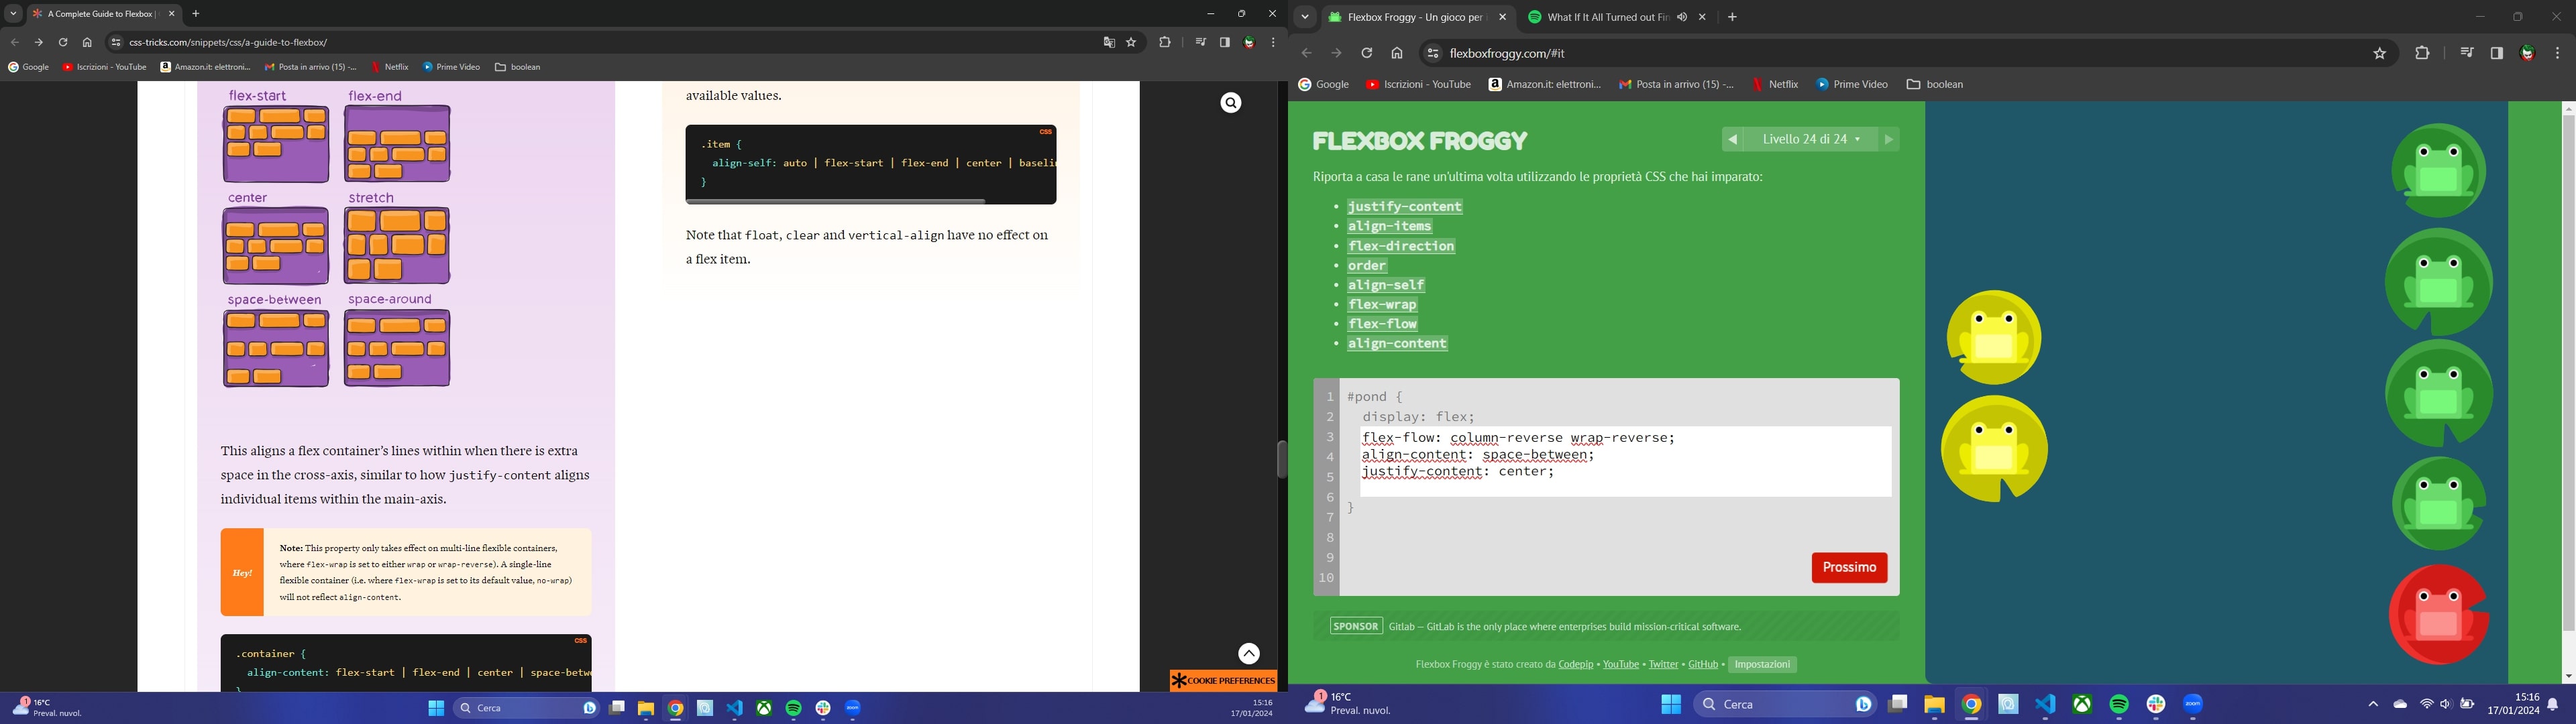 A Complete Guide to Flexbox |
css-tricks.com/snippets/css/a-guide-to-flexbox/
Google
Iscrizioni - YouTube
Amazon.it: elettroni...
Posta in arrivo (15) -...
Netflix
Prime Video
boolean
flex-start
flex-end
center
stretch
space-between
space-around
This aligns a flex container’s lines within when there is extra
space in the cross-axis, similar to how justify-content aligns
individual items within the main-axis.
Hey!
Note: This property only takes effect on multi-line flexible containers,
where flex-wrap is set to either wrap or wrap-reverse). A single-line
flexible container (i.e. where flex-wrap is set to its default value, no-wrap)
will not reflect align-content.
CSS
.container {
align-content: flex-start | flex-end | center | space-betw
}
available values.
CSS
.item {
align-self: auto | flex-start | flex-end | center | baselin
}
Note that float, clear and vertical-align have no effect on
a flex item.
COOKIE PREFERENCES
1
16°C
Preval. nuvol.
Cerca
zoom
15:16
17/01/2024
Flexbox Froggy - Un gioco per i
What If It All Turned out Fin
flexboxfroggy.com/#it
Google
Iscrizioni - YouTube
Amazon.it: elettroni...
Posta in arrivo (15) -...
Netflix
Prime Video
boolean
FLEXBOX FROGGY
Livello 24 di 24
Riporta a casa le rane un'ultima volta utilizzando le proprietà CSS che hai imparato:
justify-content
align-items
flex-direction
order
align-self
flex-wrap
flex-flow
align-content
1 #pond {
2 display: flex;
3 flex-flow: column-reverse wrap-reverse;
4 align-content: space-between;
5 justify-content: center;
6 }
7
8
9
10
Prossimo
SPONSOR Gitlab — GitLab is the only place where enterprises build mission-critical software.
Flexbox Froggy è stato creato da Codepip • YouTube • Twitter • GitHub • Impostazioni
1
16°C
Preval. nuvol.
Cerca
zoom
15:16
17/01/2024